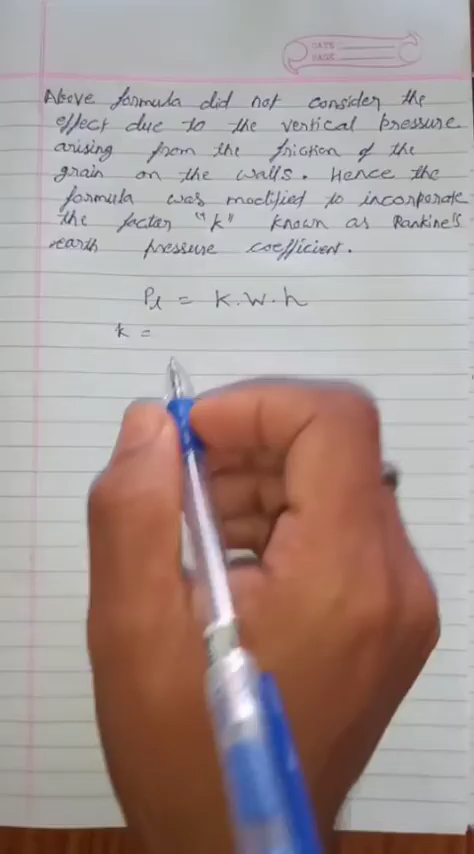 DATE
PAGE
Above formula did not consider the
effect due to the vertical pressure
arising from the friction of the
grain on the walls. Hence the
formula was modified to incorporate
the factor "k" known as Rankine's
earth pressure coefficient.
Pl = K.W.h
k =